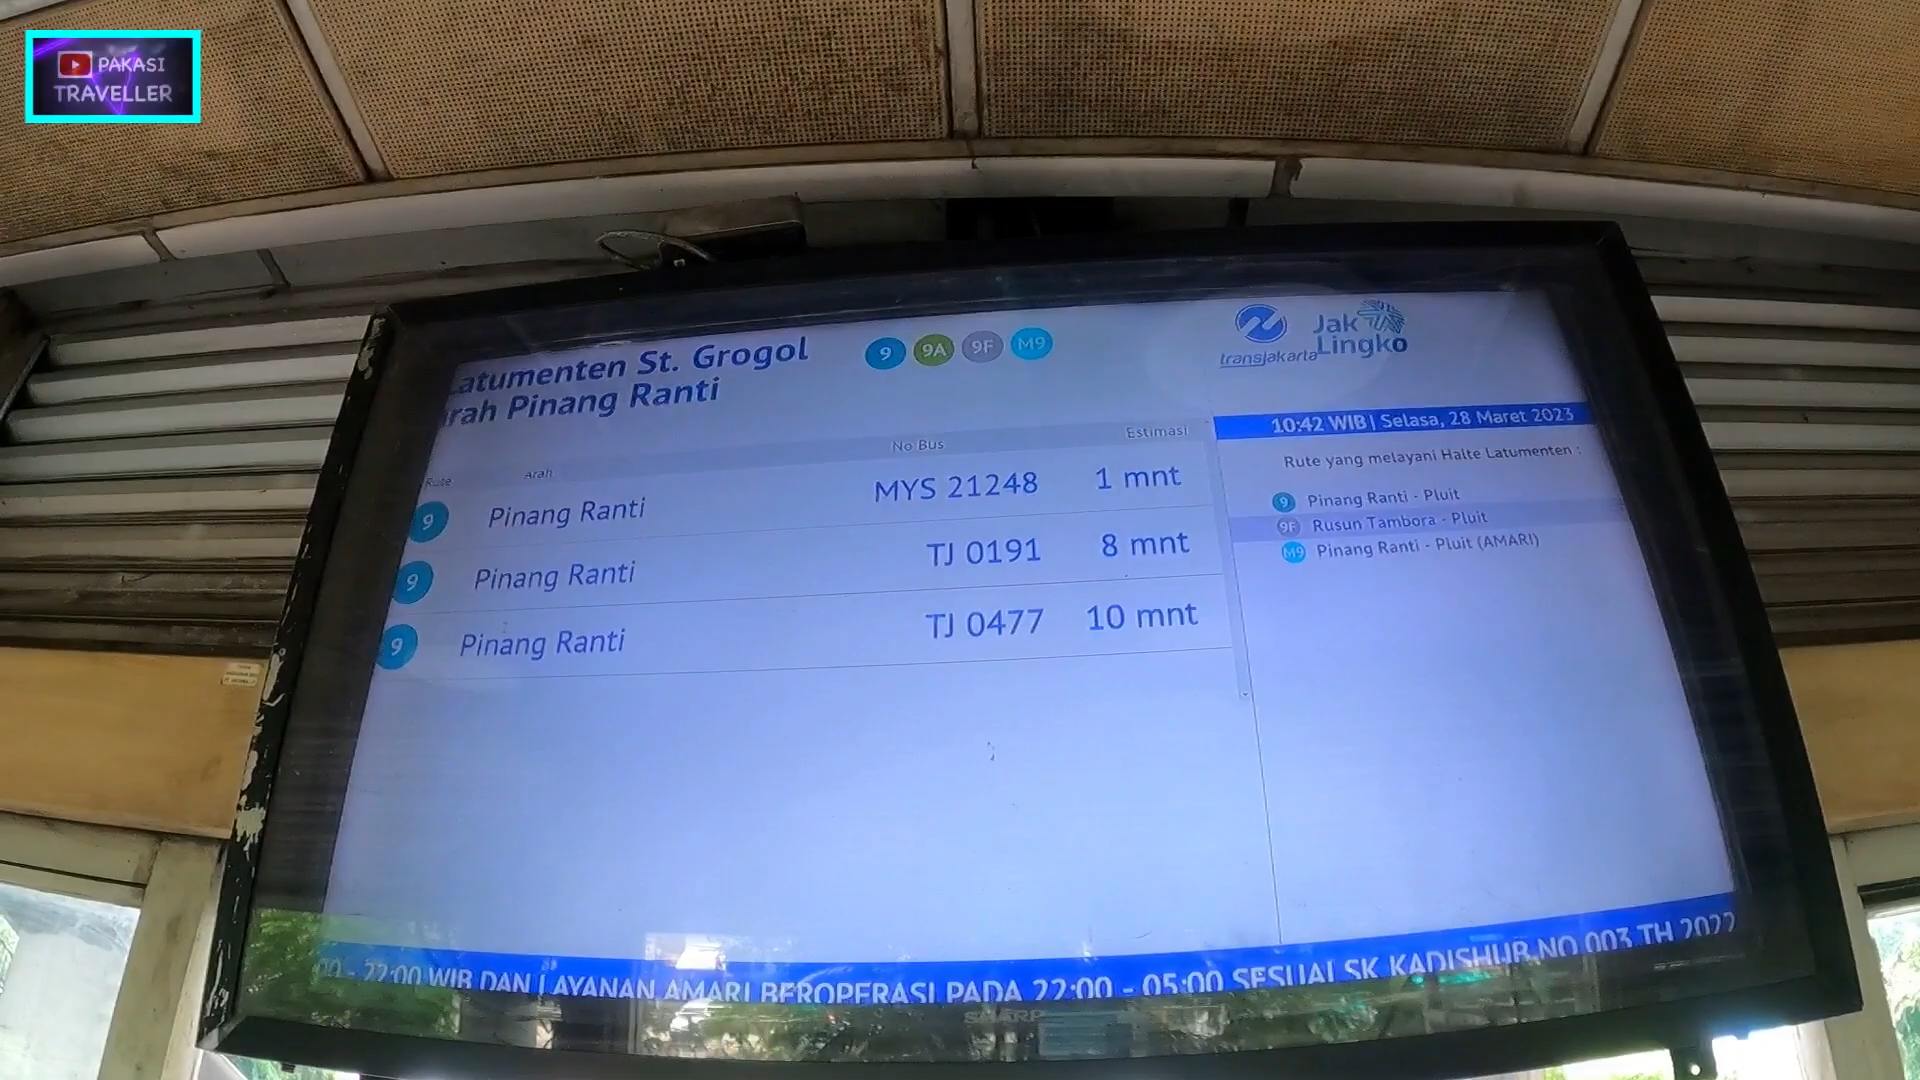 PAKASI
TRAVELLER
Latumenten St. Grogol
arah Pinang Ranti
9 9A 9F M9
transjakarta
Jak
Lingko
10:42 WIB | Selasa, 28 Maret 2023
Rute Arah No Bus Estimasi
9 Pinang Ranti MYS 21248 1 mnt
9 Pinang Ranti TJ 0191 8 mnt
9 Pinang Ranti TJ 0477 10 mnt
Rute yang melayani Halte Latumenten :
9 Pinang Ranti - Pluit
9F Rusun Tambora - Pluit
M9 Pinang Ranti - Pluit (AMARI)
- 22:00 WIB DAN LAYANAN AMARI BEROPERASI PADA 22:00 - 05:00 SESUAI SK KADISHUB NO 003 TH 2022
SHARP